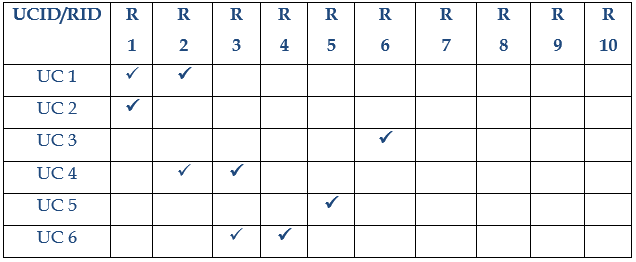 UCID/RID R 1 R 2 R 3 R 4 R 5 R 6 R 7 R 8 R 9 R 10
UC 1 ✓ ✔
UC 2 ✔
UC 3 ✔
UC 4 ✓ ✔
UC 5 ✔
UC 6 ✓ ✔